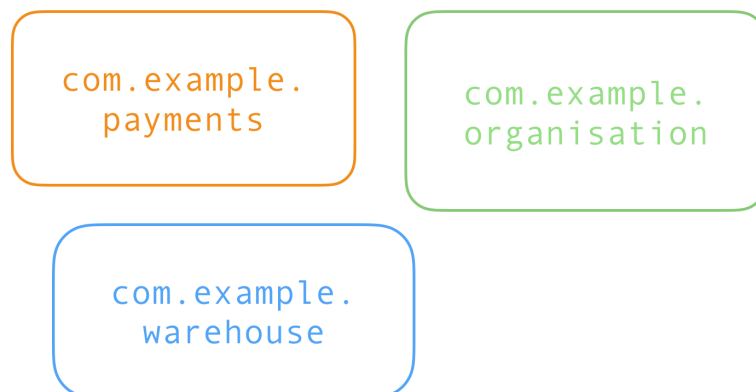 com.example.
payments
com.example.
organisation
com.example.
warehouse